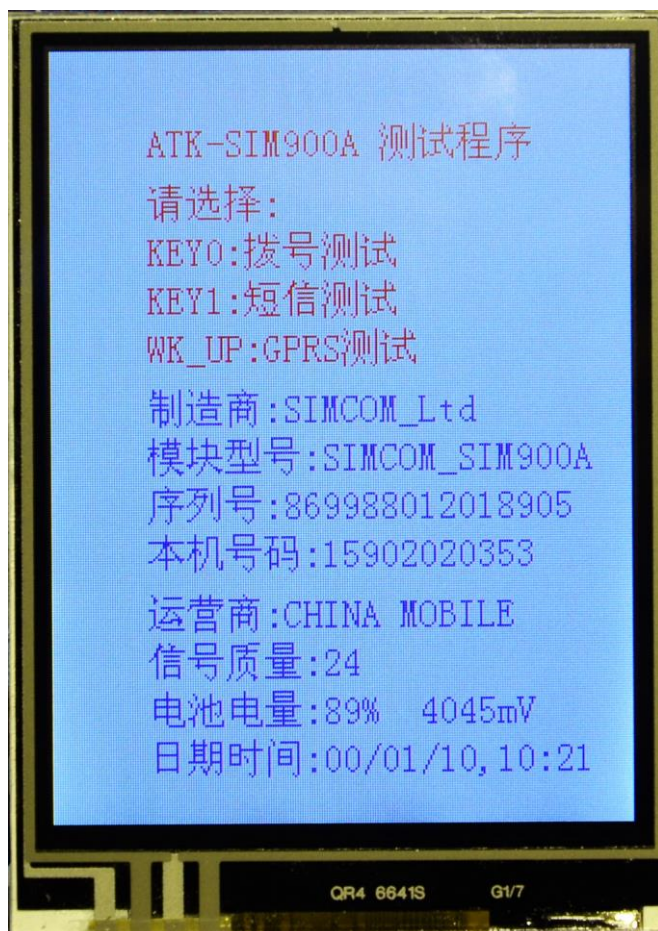 ATK-SIM900A 测试程序
请选择:
KEY0:拨号测试
KEY1:短信测试
WK_UP:GPRS测试
制造商:SIMCOM_Ltd
模块型号:SIMCOM_SIM900A
序列号:869988012018905
本机号码:15902020353
运营商:CHINA MOBILE
信号质量:24
电池电量:89% 4045mV
日期时间:00/01/10,10:21
QR4 6641S G1/7